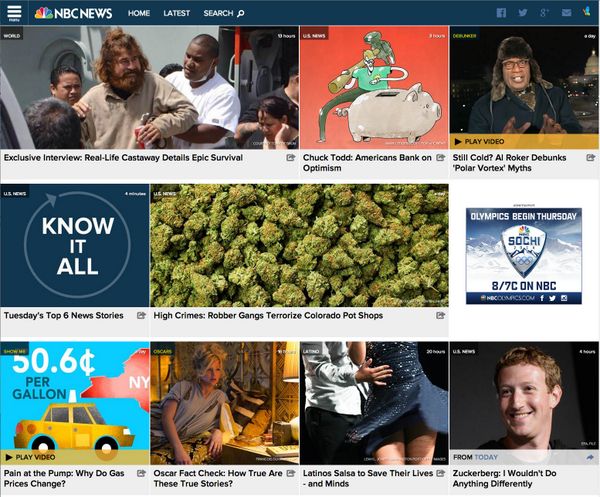 Menu
NBC NEWS
HOME
LATEST
SEARCH
WORLD
13 hours
Exclusive Interview: Real-Life Castaway Details Epic Survival
U.S. NEWS
Chuck Todd: Americans Bank on
Optimism
DEBUNKER
a day
PLAY VIDEO
Still Cold? Al Roker Debunks
'Polar Vortex' Myths
U.S. NEWS
4 minutes
KNOW
IT
ALL
Tuesday's Top 6 News Stories
U.S. NEWS
a day
High Crimes: Robber Gangs Terrorize Colorado Pot Shops
OLYMPICS BEGIN THURSDAY
SOCHI
8/7C ON NBC
NBCOLYMPICS.COM
SHOW ME
a day
50.6¢
PER
GALLON
NY
PLAY VIDEO
Pain at the Pump: Why Do Gas
Prices Change?
OSCARS
Oscar Fact Check: How True Are
These True Stories?
LATINO
20 hours
Latinos Salsa to Save Their Lives
- and Minds
U.S. NEWS
4 hours
FROM TODAY
Zuckerberg: I Wouldn't Do
Anything Differently